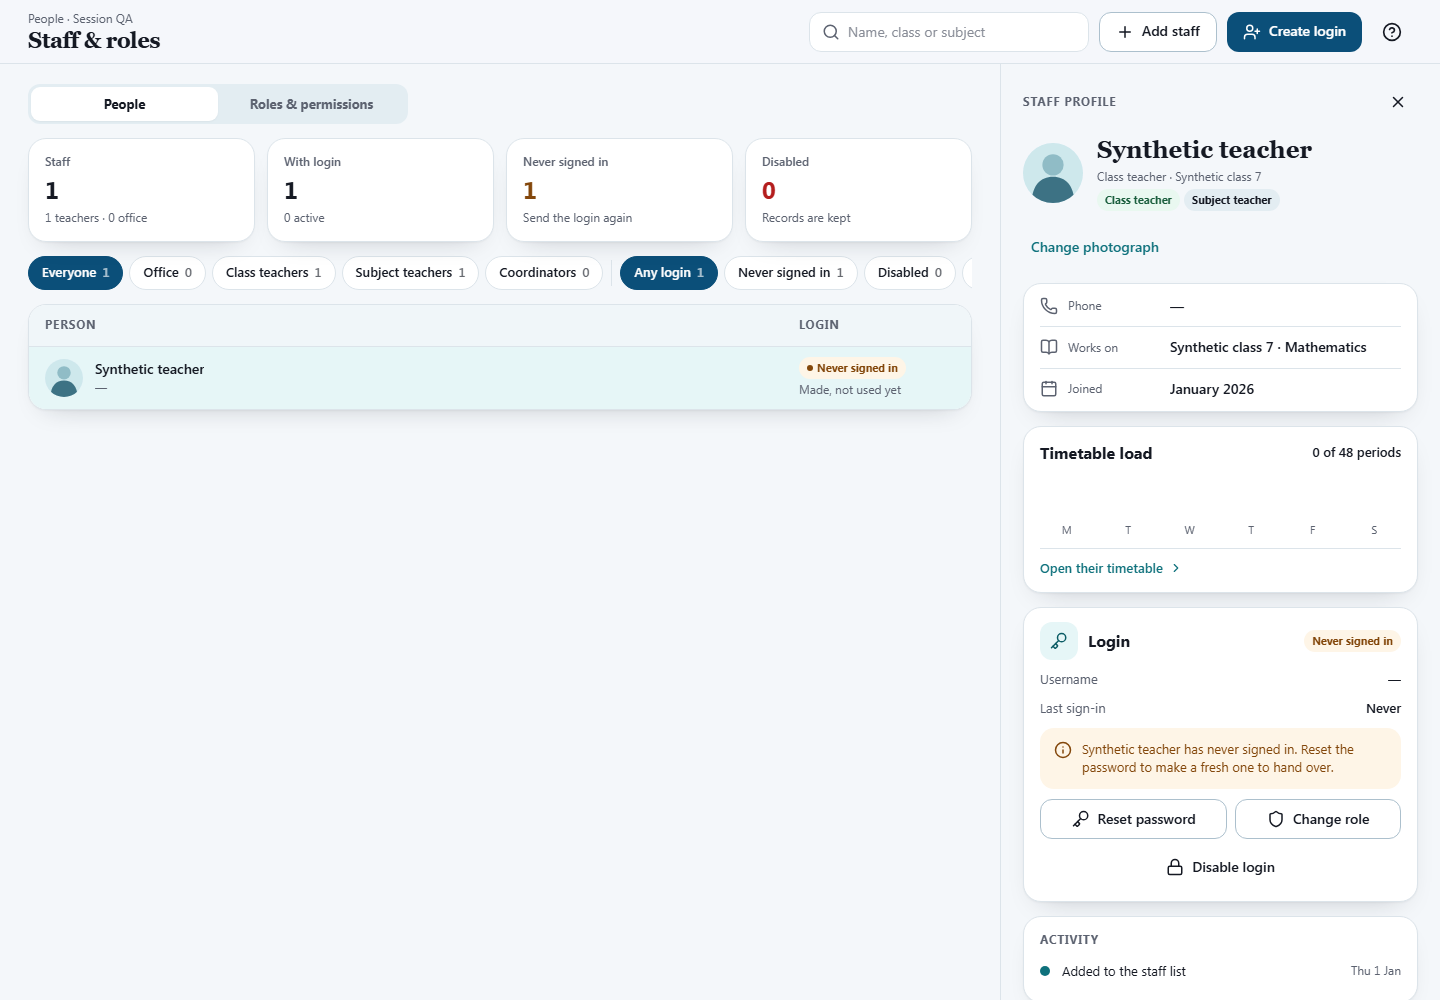 People · Session QA
Staff & roles
Name, class or subject
Add staff
Create login
People
Roles & permissions
Staff
1
1 teachers · 0 office
With login
1
0 active
Never signed in
1
Send the login again
Disabled
0
Records are kept
Everyone 1
Office 0
Class teachers 1
Subject teachers 1
Coordinators 0
Any login 1
Never signed in 1
Disabled 0
PERSON
LOGIN
Synthetic teacher
—
Never signed in
Made, not used yet
STAFF PROFILE
Synthetic teacher
Class teacher · Synthetic class 7
Class teacher
Subject teacher
Change photograph
Phone —
Works on Synthetic class 7 · Mathematics
Joined January 2026
Timetable load 0 of 48 periods
M T W T F S
Open their timetable
Login Never signed in
Username —
Last sign-in Never
Synthetic teacher has never signed in. Reset the
password to make a fresh one to hand over.
Reset password
Change role
Disable login
ACTIVITY
Added to the staff list Thu 1 Jan